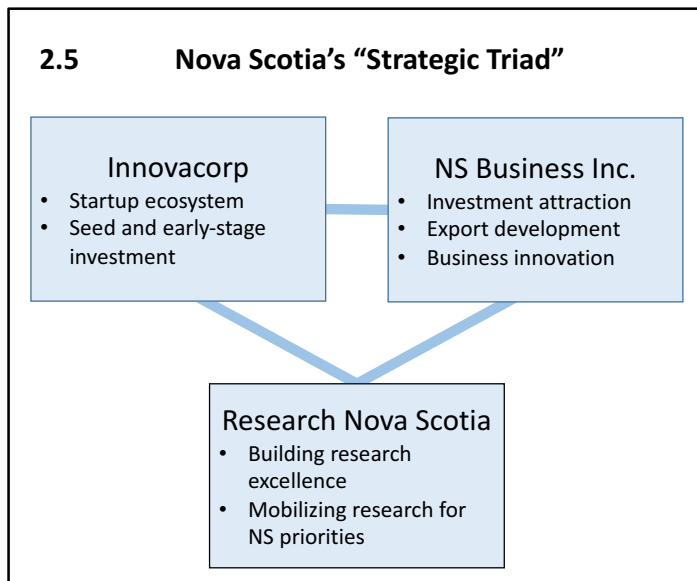 2.5 Nova Scotia’s “Strategic Triad”
Innovacorp
• Startup ecosystem
• Seed and early-stage
investment
NS Business Inc.
• Investment attraction
• Export development
• Business innovation
Research Nova Scotia
• Building research
excellence
• Mobilizing research for
NS priorities